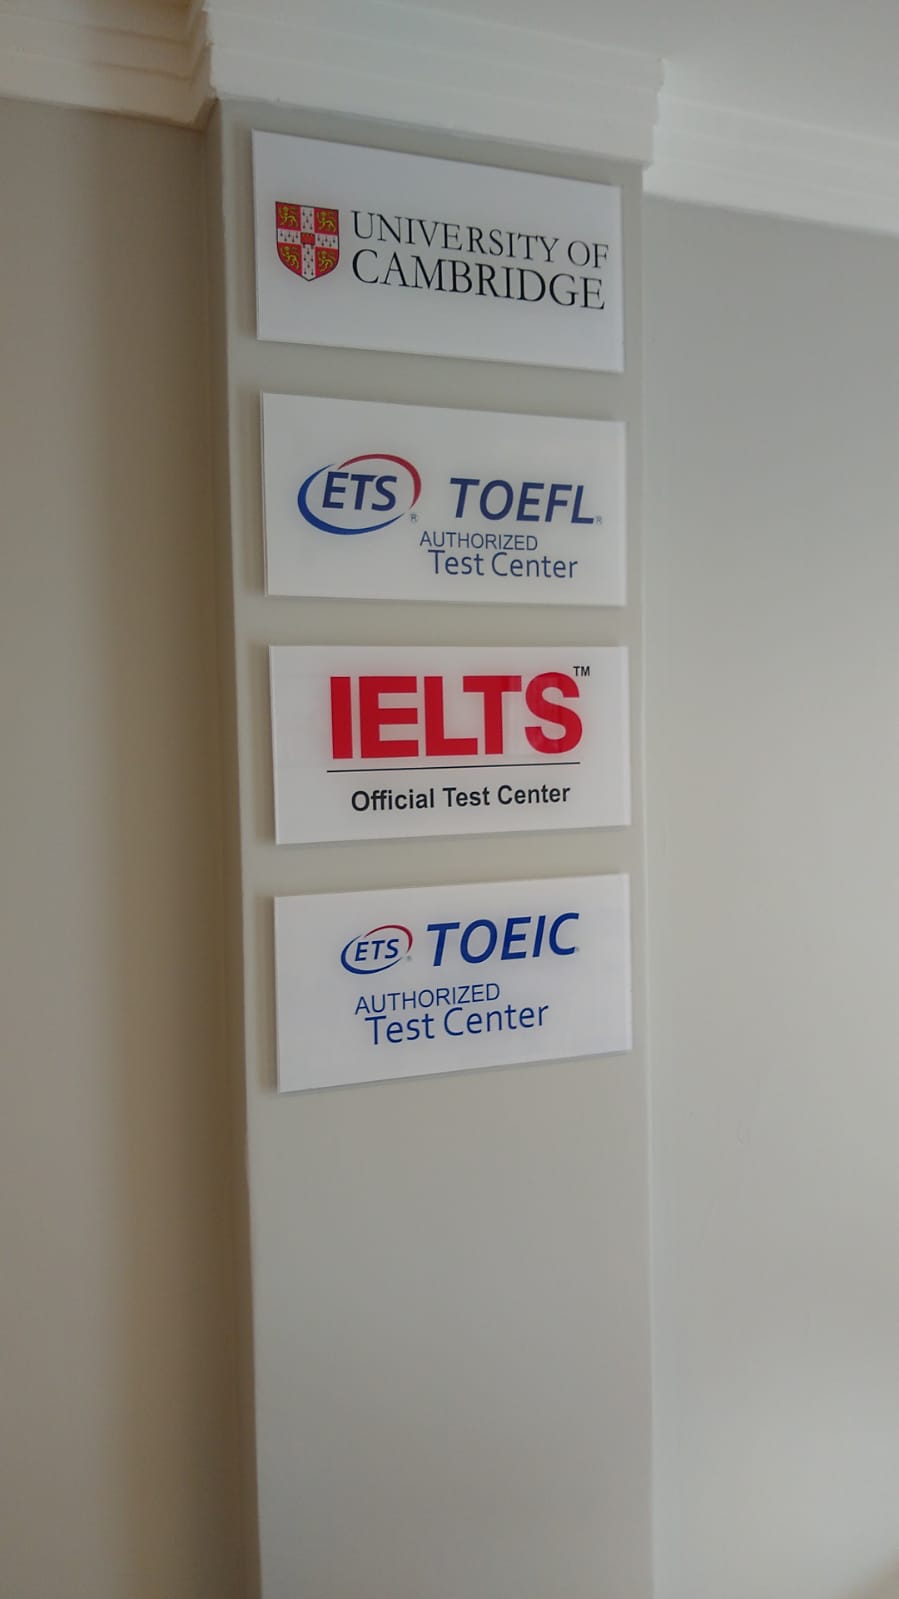 UNIVERSITY OF
CAMBRIDGE
ETS® TOEFL®
AUTHORIZED
Test Center
IELTS™
Official Test Center
ETS® TOEIC®
AUTHORIZED
Test Center